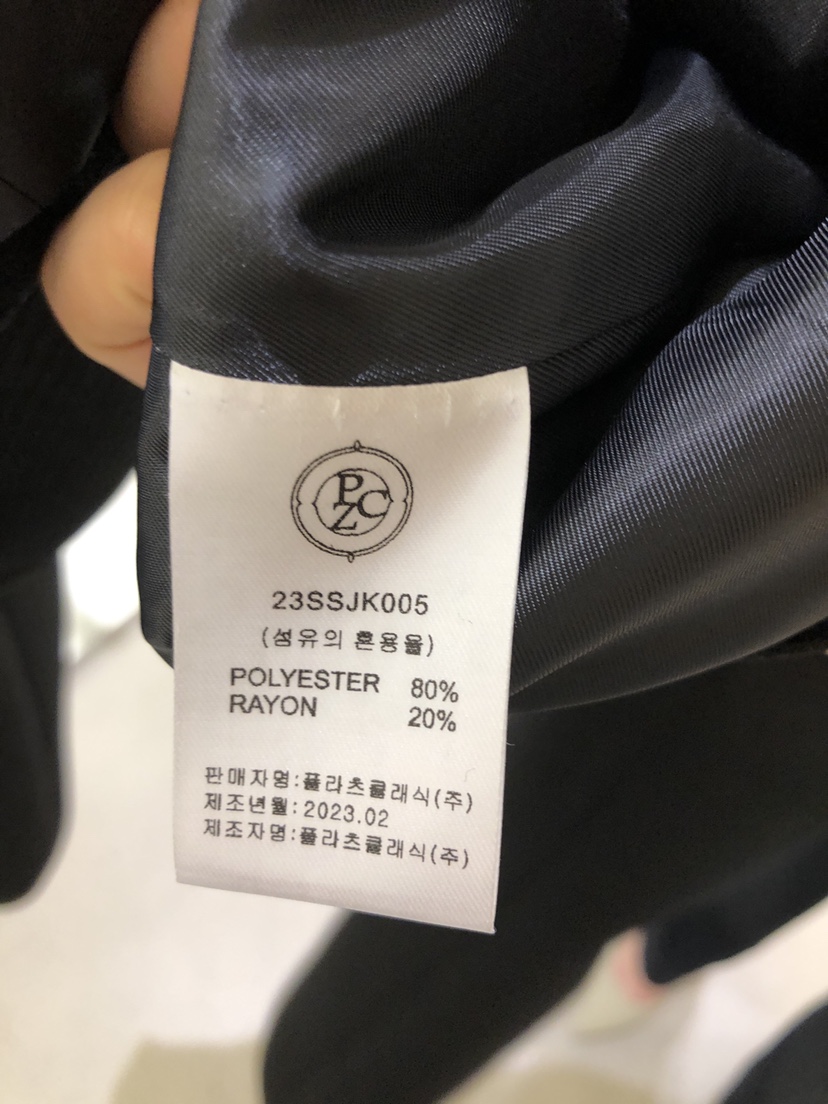 PZC
23SSJK005
(섬유의 혼용율)
POLYESTER 80%
RAYON 20%
판매자명:플라츠클래식(주)
제조년월:2023.02
제조자명:플라츠클래식(주)